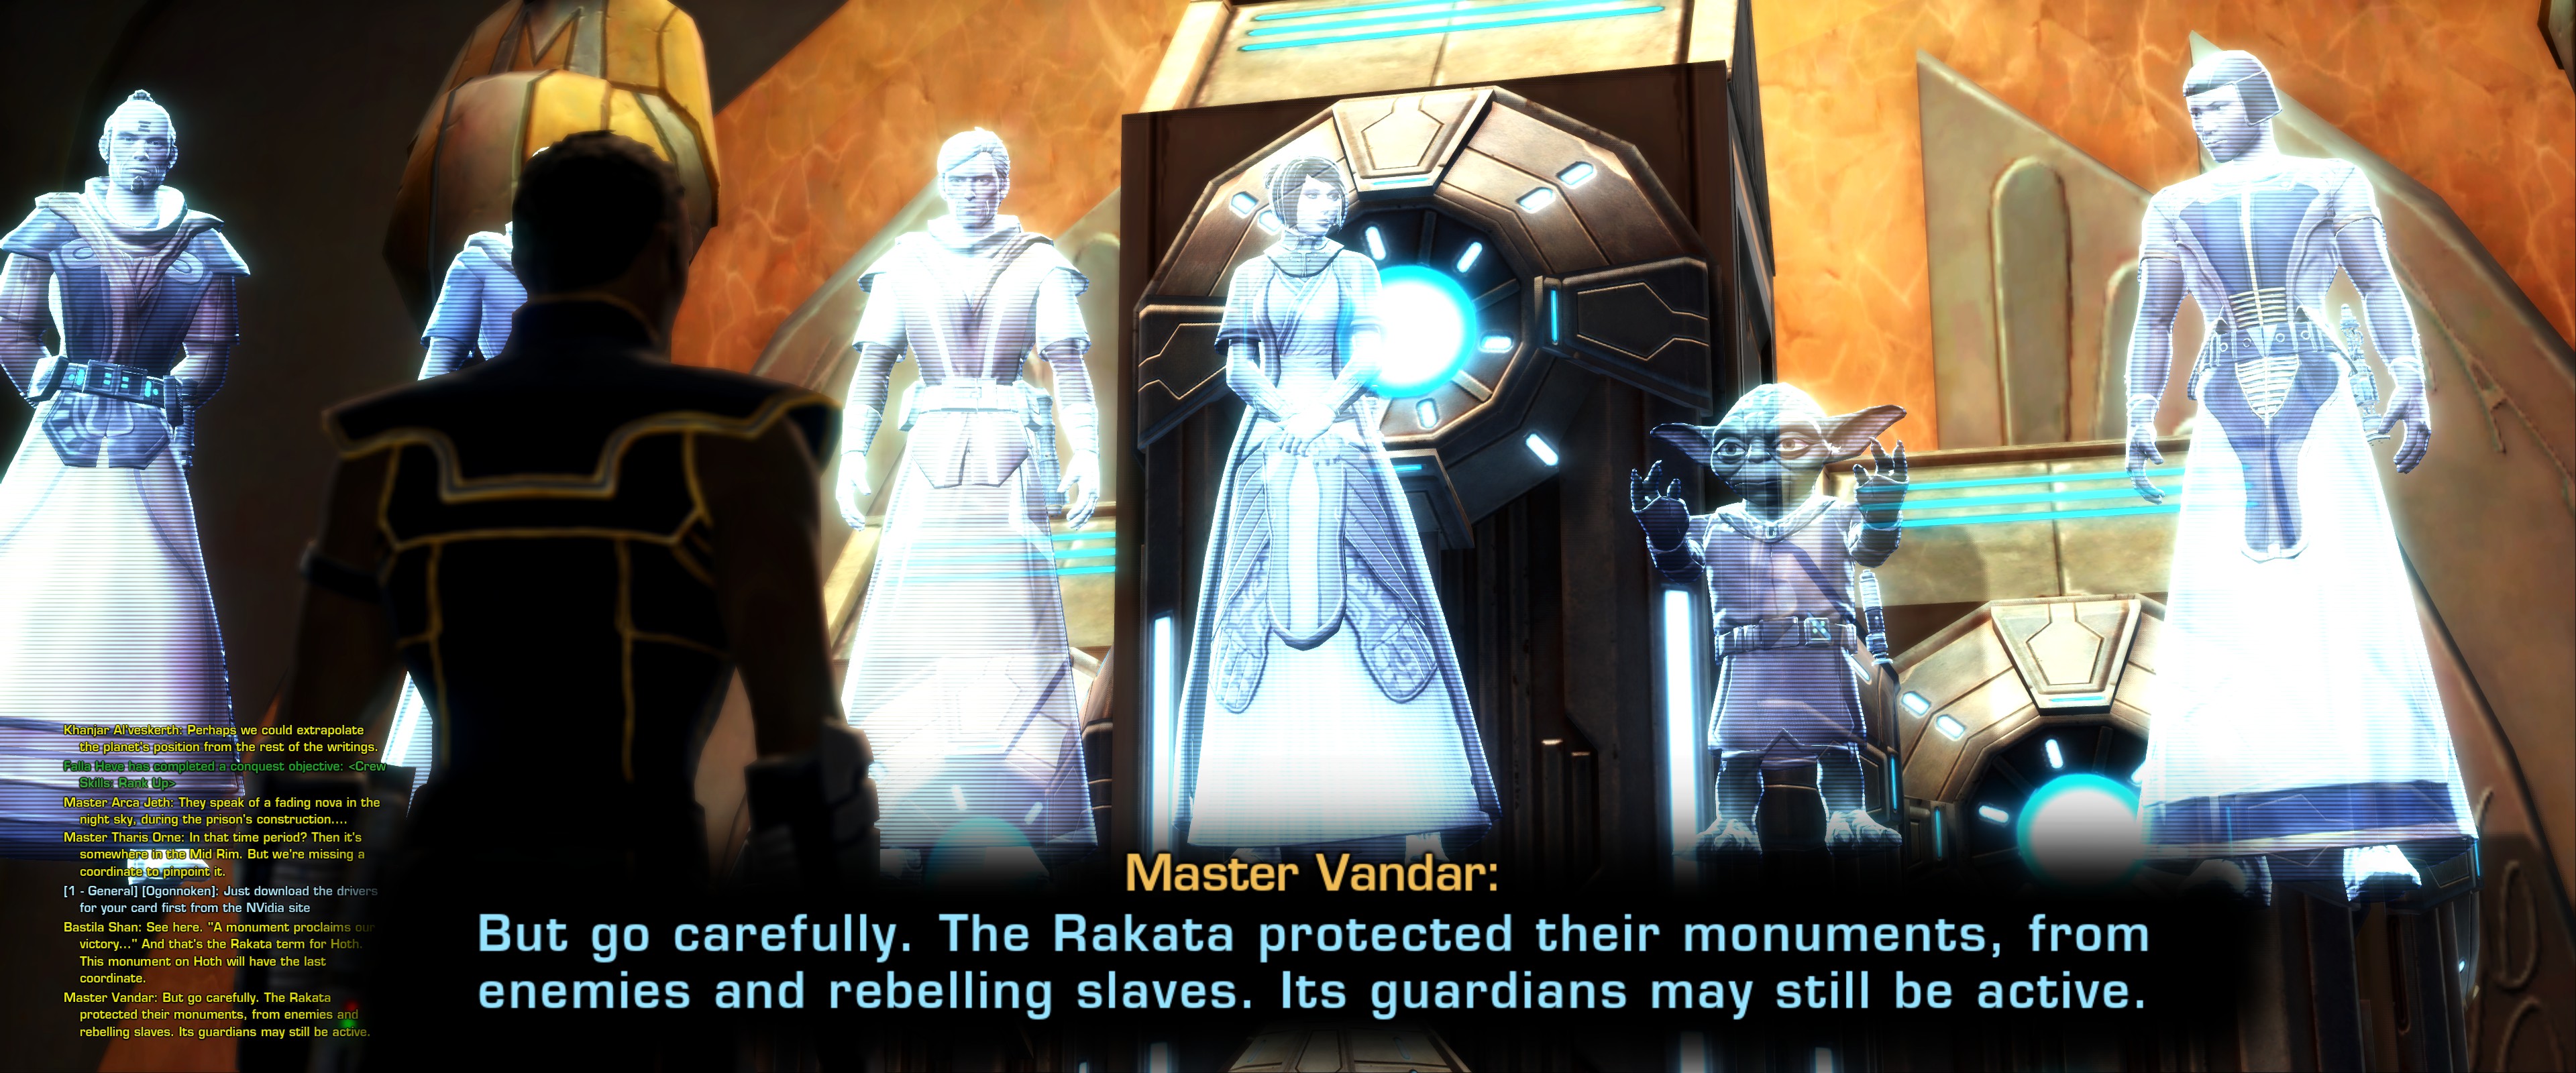 Khanjar Al'veskerth: Perhaps we could extrapolate
the planet's position from the rest of the writings.
Falla Heve has completed a conquest objective: <Crew
Skills: Rank Up>
Master Arca Jeth: They speak of a fading nova in the
night sky, during the prison's construction....
Master Tharis Orne: In that time period? Then it's
somewhere in the Mid Rim. But we're missing a
coordinate to pinpoint it.
[1 - General] [Ogonnoken]: Just download the drivers
for your card first from the NVidia site
Bastila Shan: See here. "A monument proclaims our
victory..." And that's the Rakata term for Hoth.
This monument on Hoth will have the last
coordinate.
Master Vandar: But go carefully. The Rakata
protected their monuments, from enemies and
rebelling slaves. Its guardians may still be active.
Master Vandar:
But go carefully. The Rakata protected their monuments, from
enemies and rebelling slaves. Its guardians may still be active.